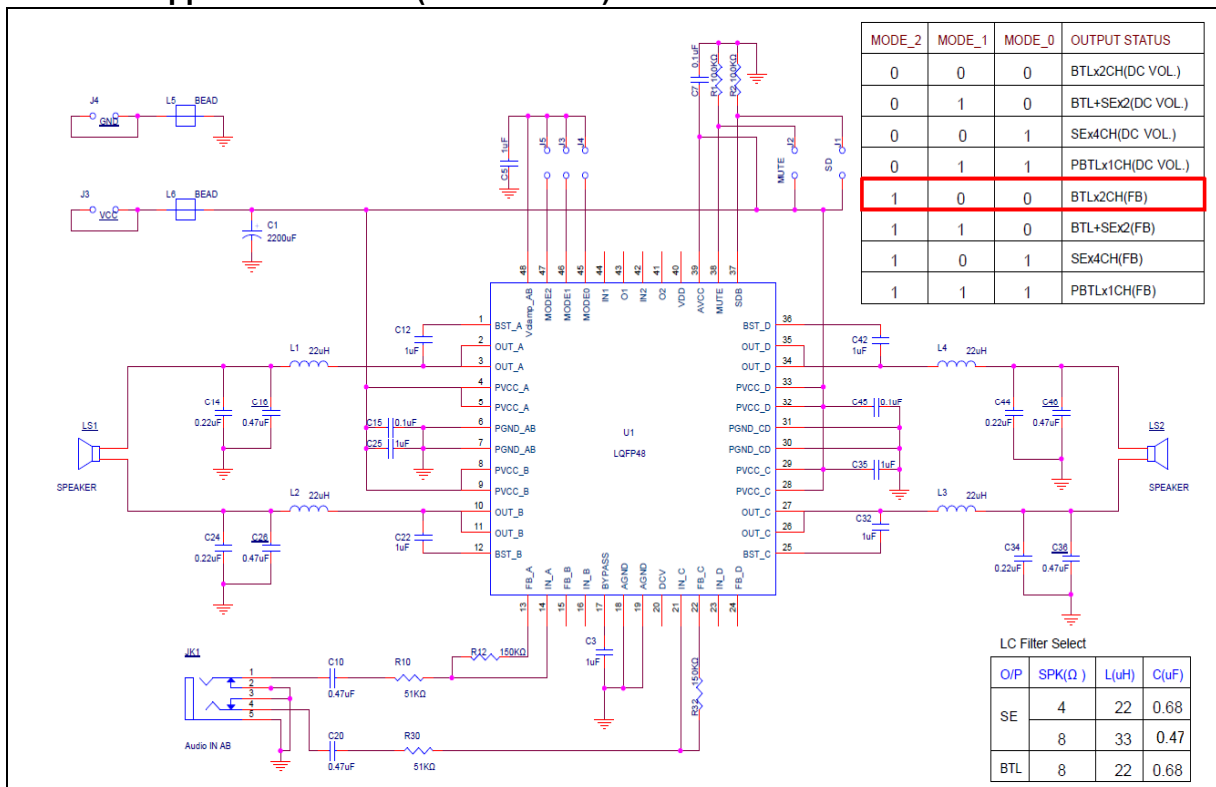 MODE_2 MODE_1 MODE_0 OUTPUT STATUS
0 0 0 BTLx2CH(DC VOL.)
0 1 0 BTL+SEx2(DC VOL.)
0 0 1 SEx4CH(DC VOL.)
0 1 1 PBTLx1CH(DC VOL.)
1 0 0 BTLx2CH(FB)
1 1 0 BTL+SEx2(FB)
1 0 1 SEx4CH(FB)
1 1 1 PBTLx1CH(FB)
J4
GND
L5 BEAD
J3
VCC
L6 BEAD
C1
2200uF
C5 1uF
J5
J3
J4
C7 0.1uF
R1 100KΩ
R2 100KΩ
J2
MUTE
J1
SD
48 47 46 45 44 43 42 41 40 39 38 37
Vclamp_AB MODE2 MODE1 MODE0 IN1 O1 IN2 O2 VDD AVCC MUTE SDB
1 BST_A
2 OUT_A
3 OUT_A
4 PVCC_A
5 PVCC_A
6 PGND_AB
7 PGND_AB
8 PVCC_B
9 PVCC_B
10 OUT_B
11 OUT_B
12 BST_B
U1
LQFP48
BST_D 36
OUT_D 35
OUT_D 34
PVCC_D 33
PVCC_D 32
PGND_CD 31
PGND_CD 30
PVCC_C 29
PVCC_C 28
OUT_C 27
OUT_C 26
BST_C 25
FB_A IN_A FB_B IN_B BYPASS AGND AGND DCV IN_C FB_C IN_D FB_D
13 14 15 16 17 18 19 20 21 22 23 24
C12
1uF
L1 22uH
C14
0.22uF
C16
0.47uF
C15 0.1uF
C25 1uF
LS1
SPEAKER
L2 22uH
C24
0.22uF
C26
0.47uF
C22
1uF
C42
1uF
L4 22uH
C44
0.22uF
C46
0.47uF
C45 0.1uF
C35 1uF
LS2
SPEAKER
L3 22uH
C32
1uF
C34
0.22uF
C36
0.47uF
JK1
1
2
3
4
5
Audio IN AB
C10
0.47uF
R10
51KΩ
R12 150KΩ
C20
0.47uF
R30
51KΩ
C3
1uF
R32 150KΩ
LC Filter Select
O/P SPK(Ω ) L(uH) C(uF)
SE 4 22 0.68
8 33 0.47
BTL 8 22 0.68